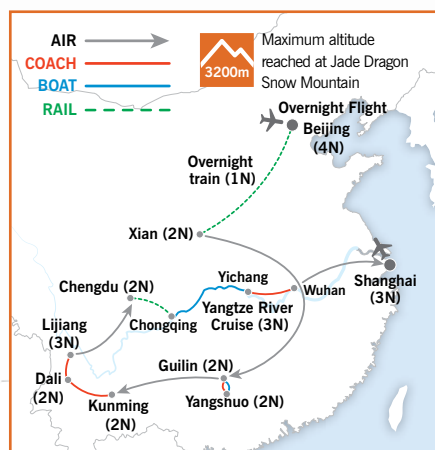 AIR
COACH
BOAT
RAIL
3200m
Maximum altitude
reached at Jade Dragon
Snow Mountain
Overnight Flight
Beijing
(4N)
Overnight
train (1N)
Xian (2N)
Chengdu (2N)
Yichang
Wuhan
Shanghai
(3N)
Yangtze River
Cruise (3N)
Chongqing
Lijiang
(3N)
Guilin (2N)
Dali
(2N)
Kunming
(2N)
Yangshuo (2N)